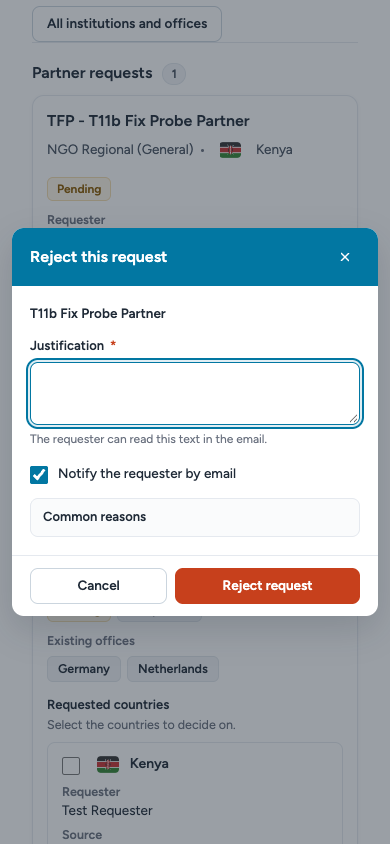 All institutions and offices
Partner requests 1
TFP - T11b Fix Probe Partner
NGO Regional (General) • Kenya
Pending
Requester
Reject this request ×
T11b Fix Probe Partner
Justification *
The requester can read this text in the email.
Notify the requester by email
Common reasons
Cancel Reject request
Existing offices
Germany Netherlands
Requested countries
Select the countries to decide on.
Kenya
Requester
Test Requester
Source